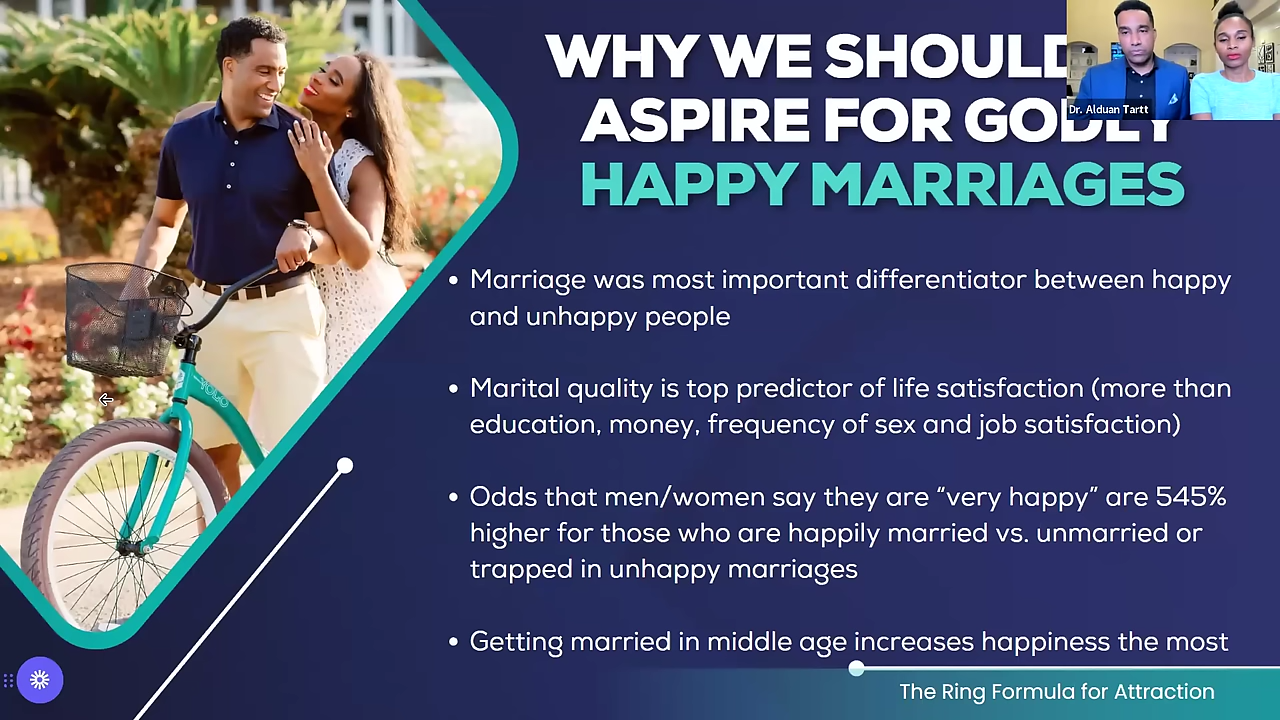 WHY WE SHOULD
ASPIRE FOR GODLY
HAPPY MARRIAGES
Dr. Alduan Tartt
• Marriage was most important differentiator between happy
and unhappy people
• Marital quality is top predictor of life satisfaction (more than
education, money, frequency of sex and job satisfaction)
• Odds that men/women say they are “very happy” are 545%
higher for those who are happily married vs. unmarried or
trapped in unhappy marriages
• Getting married in middle age increases happiness the most
The Ring Formula for Attraction
YOLO